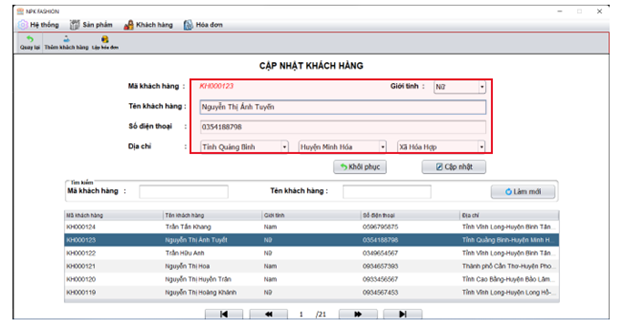 NPK FASHION
Hệ thống Sản phẩm Khách hàng Hóa đơn
Quay lại Thêm khách hàng Lập hóa đơn
CẬP NHẬT KHÁCH HÀNG
Mã khách hàng : KH000123 Giới tính : Nữ
Tên khách hàng : Nguyễn Thị Ánh Tuyến
Số điện thoại : 0354188798
Địa chỉ : Tỉnh Quảng Bình Huyện Minh Hóa Xã Hóa Hợp
Khôi phục Cập nhật
Tìm kiếm
Mã khách hàng : Tên khách hàng : Làm mới
Mã khách hàng Tên khách hàng Giới tính Số điện thoại Địa chỉ
KH000124 Trần Tấn Khang Nam 0596795875 Tỉnh Vĩnh Long-Huyện Bình Tân...
KH000123 Nguyễn Thị Ánh Tuyết Nữ 0354188798 Tỉnh Quảng Bình-Huyện Minh H...
KH000122 Trần Hữu Anh Nữ 0349654567 Tỉnh Vĩnh Long-Huyện Bình Tân...
KH000121 Nguyễn Thị Hoa Nam 0954657393 Thành phố Cần Thơ-Huyện Pho...
KH000120 Nguyễn Thị Huyền Trân Nam 0933456567 Tỉnh Cao Bằng-Huyện Bảo Lâm...
KH000119 Nguyễn Thị Hoàng Khánh Nữ 0934567453 Tỉnh Vĩnh Long-Huyện Long Hồ-...
1 /21